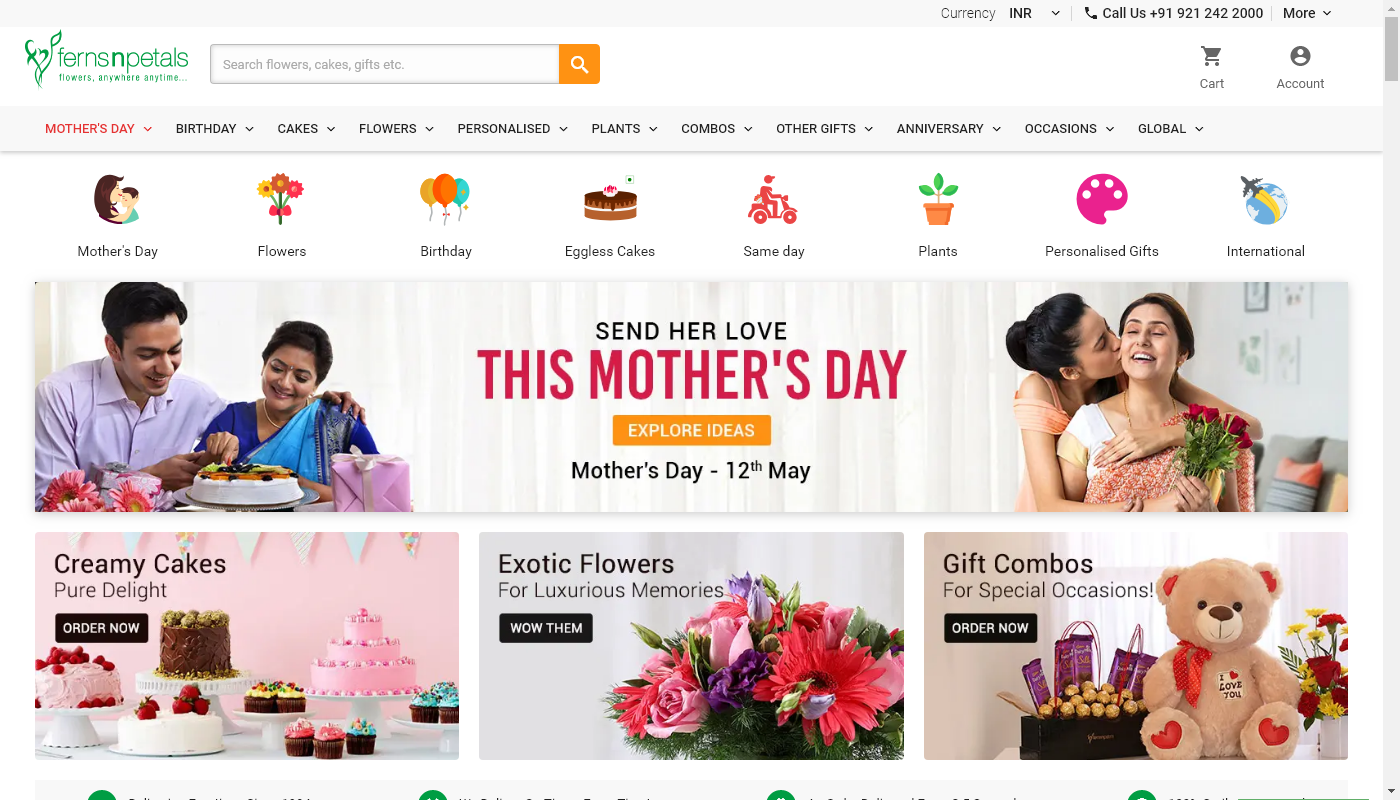 Currency INR Call Us +91 921 242 2000 More
fernsnpetals
flowers, anywhere anytime...
Search flowers, cakes, gifts etc.
Cart Account
MOTHER'S DAY BIRTHDAY CAKES FLOWERS PERSONALISED PLANTS COMBOS OTHER GIFTS ANNIVERSARY OCCASIONS GLOBAL
Mother's Day Flowers Birthday Eggless Cakes Same day Plants Personalised Gifts International
SEND HER LOVE
THIS MOTHER'S DAY
EXPLORE IDEAS
Mother's Day - 12th May
Creamy Cakes
Pure Delight
ORDER NOW
Exotic Flowers
For Luxurious Memories
WOW THEM
Gift Combos
For Special Occasions!
ORDER NOW
I LOVE
YOU